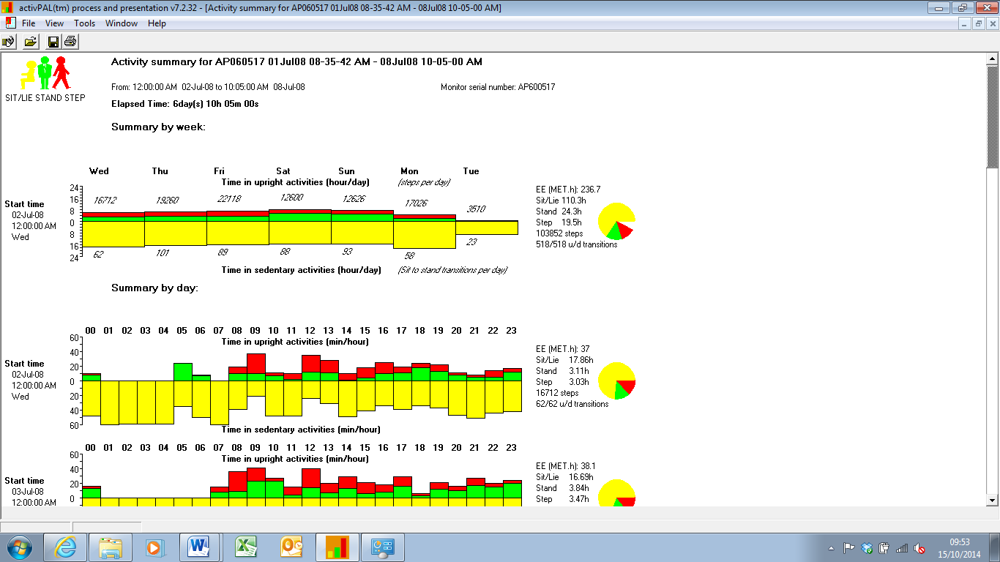 activPAL(tm) process and presentation v7.2.32 - [Activity summary for AP060517 01Jul08 08-35-42 AM - 08Jul08 10-05-00 AM]
File View Tools Window Help
SIT/LIE STAND STEP
Activity summary for AP060517 01Jul08 08-35-42 AM - 08Jul08 10-05-00 AM
From: 12:00:00 AM 02-Jul-08 to 10:05:00 AM 08-Jul-08 Monitor serial number: AP600517
Elapsed Time: 6day(s) 10h 05m 00s
Summary by week:
Wed Thu Fri Sat Sun Mon Tue
Time in upright activities (hour/day) (steps per day)
24
16
8
0
8
16
24
16712 19260 22118 12600 12626 17026 3510
Start time
02-Jul-08
12:00:00 AM
Wed
62 101 89 88 93 58 23
Time in sedentary activities (hour/day) (Sit to stand transitions per day)
EE (MET.h): 236.7
Sit/Lie 110.3h
Stand 24.3h
Step 19.5h
103852 steps
518/518 u/d transitions
Summary by day:
00 01 02 03 04 05 06 07 08 09 10 11 12 13 14 15 16 17 18 19 20 21 22 23
Time in upright activities (min/hour)
60
40
20
0
20
40
60
Start time
02-Jul-08
12:00:00 AM
Wed
Time in sedentary activities (min/hour)
EE (MET.h): 37
Sit/Lie 17.86h
Stand 3.11h
Step 3.03h
16712 steps
62/62 u/d transitions
00 01 02 03 04 05 06 07 08 09 10 11 12 13 14 15 16 17 18 19 20 21 22 23
Time in upright activities (min/hour)
60
40
20
0
Start time
03-Jul-08
12:00:00 AM
EE (MET.h): 38.1
Sit/Lie 16.69h
Stand 3.84h
Step 3.47h
09:53
15/10/2014